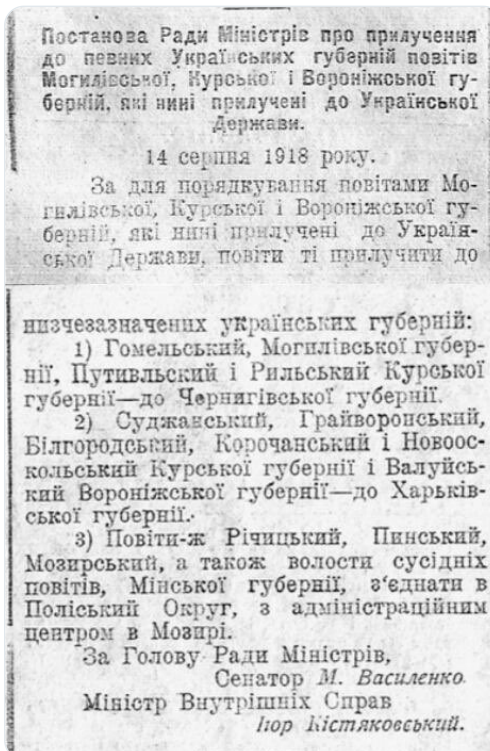 Постанова Ради Міністрів про прилучення
до певних Українських губерній повітів
Могилівської, Курської і Вороніжської гу-
берній, які нині прилучені до Української
Держави.
14 серпня 1918 року.
За для порядкування повітами Мо-
гилівської, Курської і Вороніжської гу-
берній, які нині прилучені до Україн-
ської Держави, повіти ті прилучити до
низчезазначених українських губерній:
1) Гомельський, Могилівської губер-
нії, Путивльский і Рильский Курської
губернії—до Чернигівської губернії.
2) Суджанський, Грайворонський,
Білгородський, Корочанський і Новоос-
кольський Курської губернії і Валуйсь-
кий Вороніжської губернії—до Харьків-
ської губернії.
3) Повіти-ж Річицький, Пинський,
Мозирський, а також волости сусідніх
повітів, Мінської губернії, з'єднати в
Поліський Округ, з адміністраційним
центром в Мозирі.
За Голову Ради Міністрів,
Сенатор М. Василенко.
Міністр Внутрішніх Справ
Ігор Кістяковський.